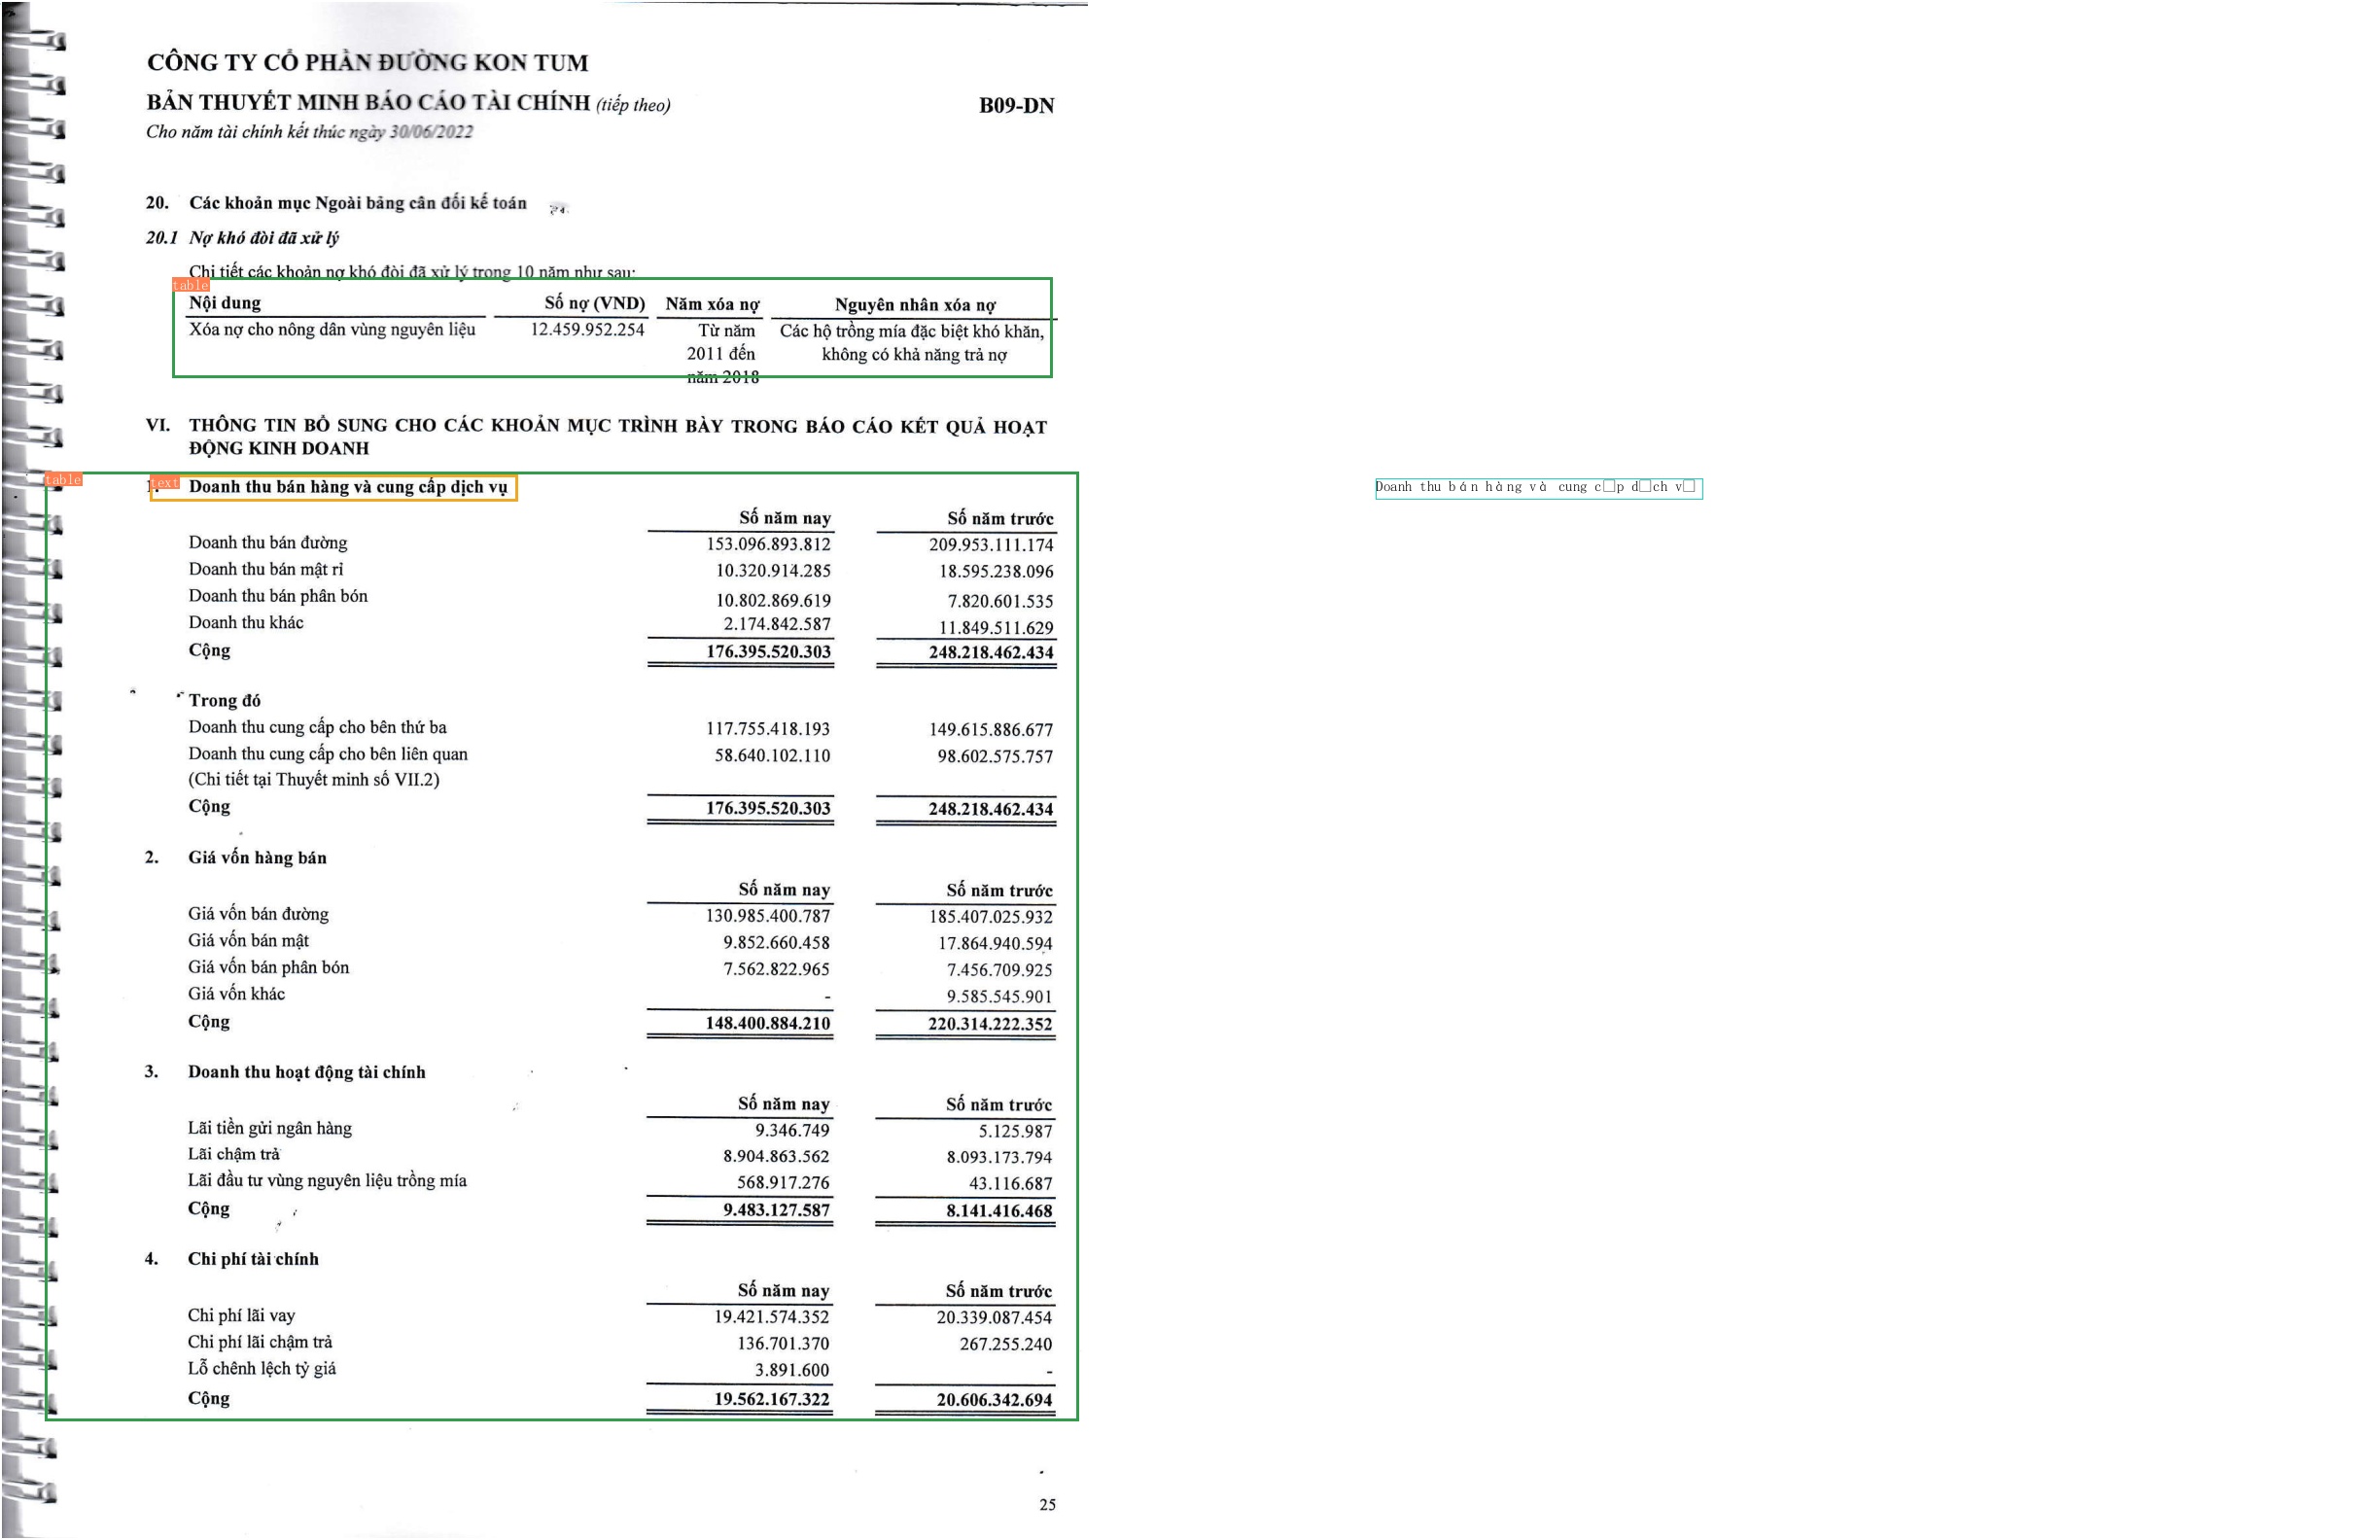 CÔNG TY CỔ PHẦN ĐƯỜNG KON TUM
BẢN THUYẾT MINH BÁO CÁO TÀI CHÍNH (tiếp theo) B09-DN
Cho năm tài chính kết thúc ngày 30/06/2022
20. Các khoản mục Ngoài bảng cân đối kế toán
20.1 Nợ khó đòi đã xử lý
Chi tiết các khoản nợ khó đòi đã xử lý trong 10 năm như sau:
table
Nội dung Số nợ (VND) Năm xóa nợ Nguyên nhân xóa nợ
Xóa nợ cho nông dân vùng nguyên liệu 12.459.952.254 Từ năm Các hộ trồng mía đặc biệt khó khăn,
2011 đến không có khả năng trả nợ
năm 2018
VI. THÔNG TIN BỔ SUNG CHO CÁC KHOẢN MỤC TRÌNH BÀY TRONG BÁO CÁO KẾT QUẢ HOẠT
ĐỘNG KINH DOANH
table
text
1. Doanh thu bán hàng và cung cấp dịch vụ
Số năm nay Số năm trước
Doanh thu bán đường 153.096.893.812 209.953.111.174
Doanh thu bán mật rỉ 10.320.914.285 18.595.238.096
Doanh thu bán phân bón 10.802.869.619 7.820.601.535
Doanh thu khác 2.174.842.587 11.849.511.629
Cộng 176.395.520.303 248.218.462.434
Trong đó
Doanh thu cung cấp cho bên thứ ba 117.755.418.193 149.615.886.677
Doanh thu cung cấp cho bên liên quan 58.640.102.110 98.602.575.757
(Chi tiết tại Thuyết minh số VII.2)
Cộng 176.395.520.303 248.218.462.434
2. Giá vốn hàng bán
Số năm nay Số năm trước
Giá vốn bán đường 130.985.400.787 185.407.025.932
Giá vốn bán mật 9.852.660.458 17.864.940.594
Giá vốn bán phân bón 7.562.822.965 7.456.709.925
Giá vốn khác - 9.585.545.901
Cộng 148.400.884.210 220.314.222.352
3. Doanh thu hoạt động tài chính
Số năm nay Số năm trước
Lãi tiền gửi ngân hàng 9.346.749 5.125.987
Lãi chậm trả 8.904.863.562 8.093.173.794
Lãi đầu tư vùng nguyên liệu trồng mía 568.917.276 43.116.687
Cộng 9.483.127.587 8.141.416.468
4. Chi phí tài chính
Số năm nay Số năm trước
Chi phí lãi vay 19.421.574.352 20.339.087.454
Chi phí lãi chậm trả 136.701.370 267.255.240
Lỗ chênh lệch tỷ giá 3.891.600 -
Cộng 19.562.167.322 20.606.342.694
25
Doanh thu bán hàng và cung c□p d□ch v□